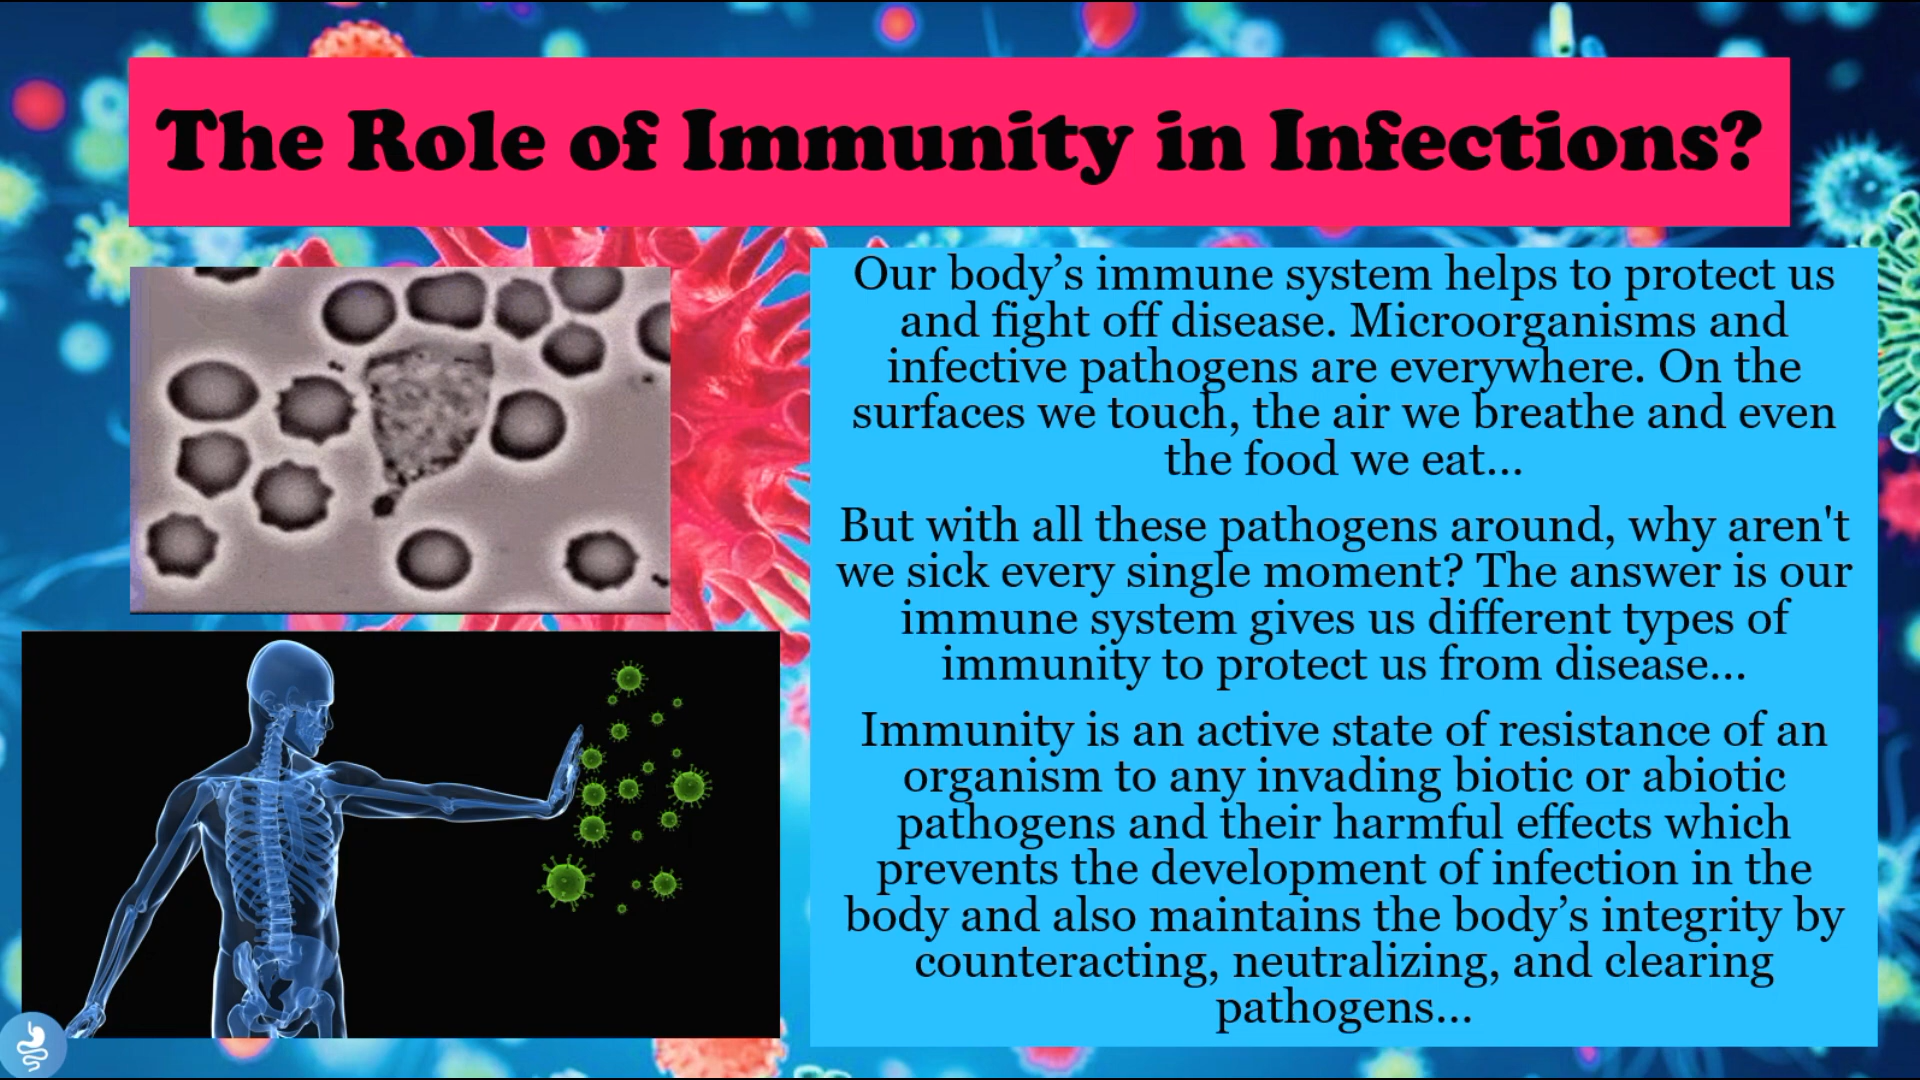 The Role of Immunity in Infections?
Our body’s immune system helps to protect us
and fight off disease. Microorganisms and
infective pathogens are everywhere. On the
surfaces we touch, the air we breathe and even
the food we eat...
But with all these pathogens around, why aren't
we sick every single moment? The answer is our
immune system gives us different types of
immunity to protect us from disease...
Immunity is an active state of resistance of an
organism to any invading biotic or abiotic
pathogens and their harmful effects which
prevents the development of infection in the
body and also maintains the body’s integrity by
counteracting, neutralizing, and clearing
pathogens...